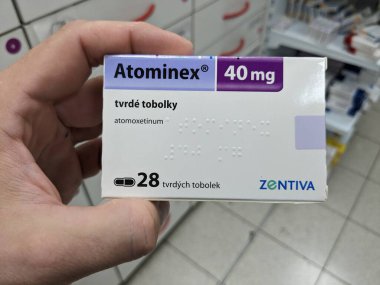 Atominex® 40 mg
tvrdé tobolky
atomoxetinum
28 tvrdých tobolek
ZENTIVA